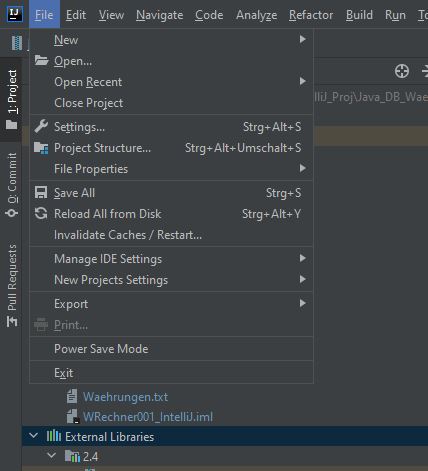 IJ File Edit View Navigate Code Analyze Refactor Build Run
1: Project
0: Commit
Pull Requests
IliJ_Proj\Java_DB_Wae
New
Open...
Open Recent
Close Project
Settings... Strg+Alt+S
Project Structure... Strg+Alt+Umschalt+S
File Properties
Save All Strg+S
Reload All from Disk Strg+Alt+Y
Invalidate Caches / Restart...
Manage IDE Settings
New Projects Settings
Export
Print...
Power Save Mode
Exit
Waehrungen.txt
WRechner001_IntelliJ.iml
External Libraries
2.4